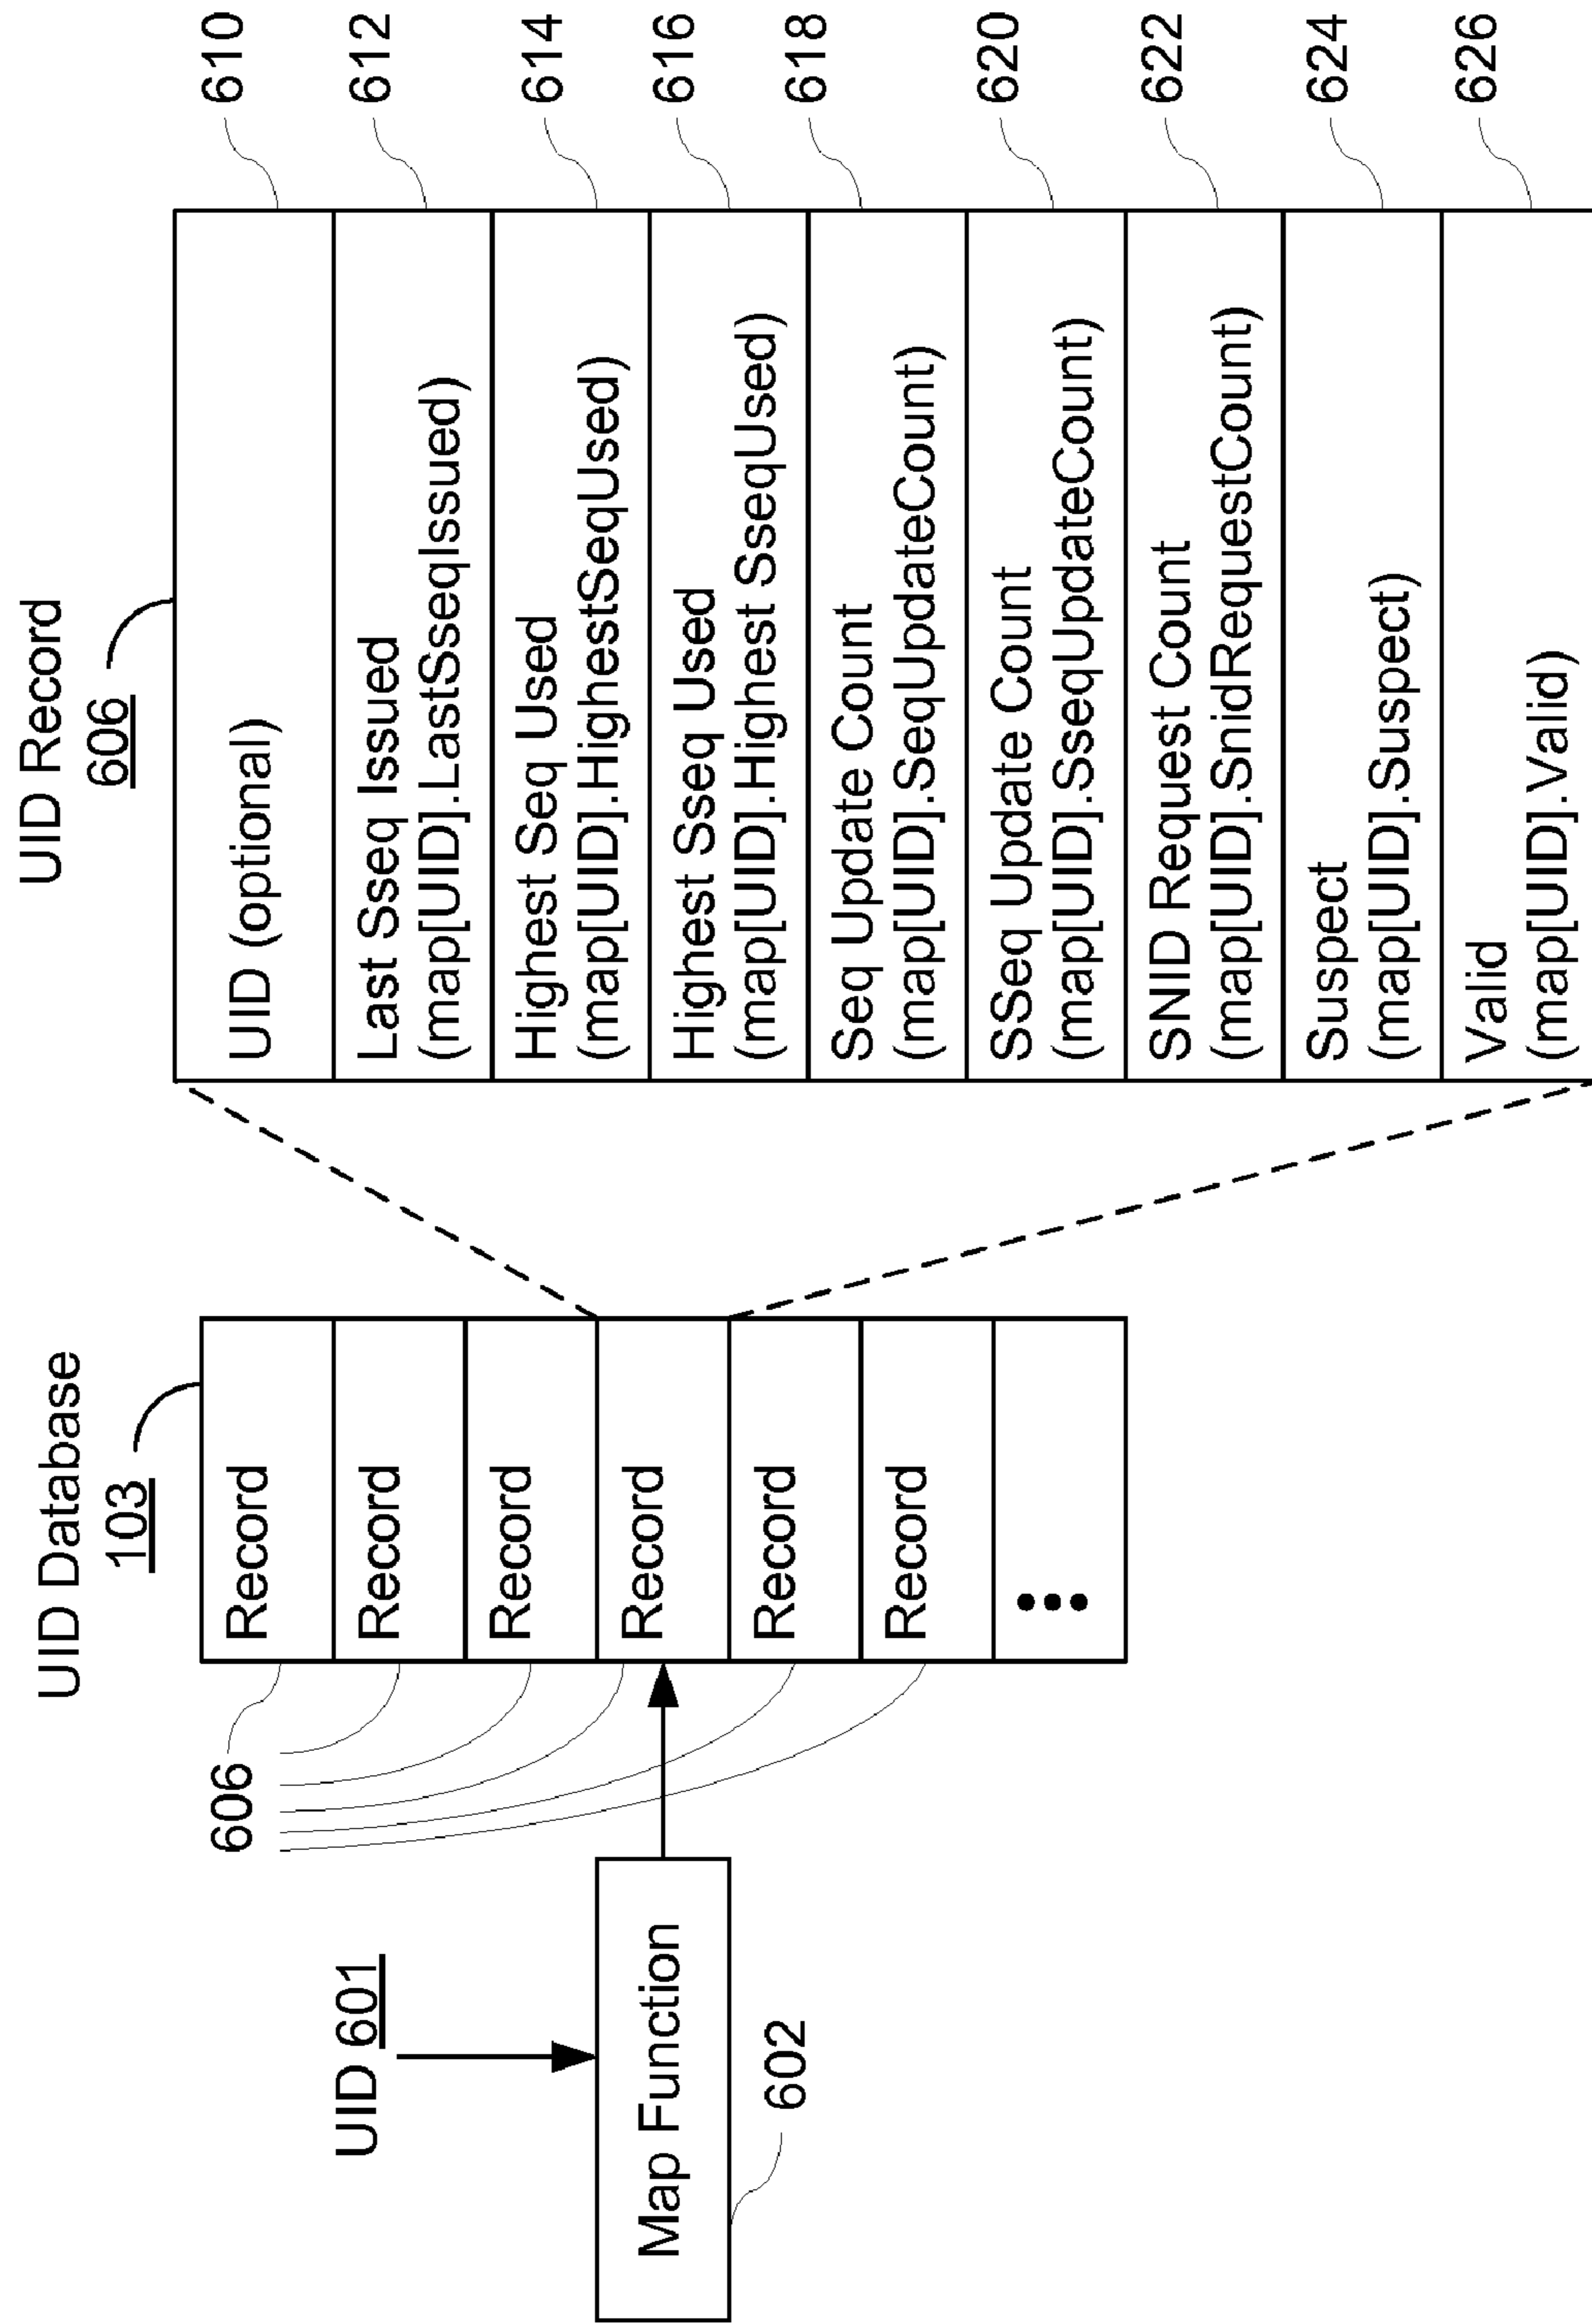 UID 601
Map Function
602
UID Database
103
606
Record
Record
Record
Record
Record
Record
•••
UID Record
606
UID (optional)
610
Last Sseq Issued
(map[UID].LastSseqIssued)
612
Highest Seq Used
(map[UID].HighestSeqUsed)
614
Highest Sseq Used
(map[UID].Highest SseqUsed)
616
Seq Update Count
(map[UID].SeqUpdateCount)
618
SSeq Update Count
(map[UID].SseqUpdateCount)
620
SNID Request Count
(map[UID].SnidRequestCount)
622
Suspect
(map[UID].Suspect)
624
Valid
(map[UID].Valid)
626